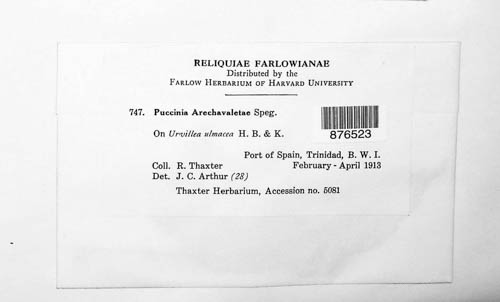 RELIQUIAE FARLOWIANAE
Distributed by the
FARLOW HERBARIUM OF HARVARD UNIVERSITY
747. Puccinia Arechavaletae Speg.
On Urvillea ulmacea H. B. & K.
876523
Port of Spain, Trinidad, B. W. I.
Coll. R. Thaxter February - April 1913
Det. J. C. Arthur (28)
Thaxter Herbarium, Accession no. 5081